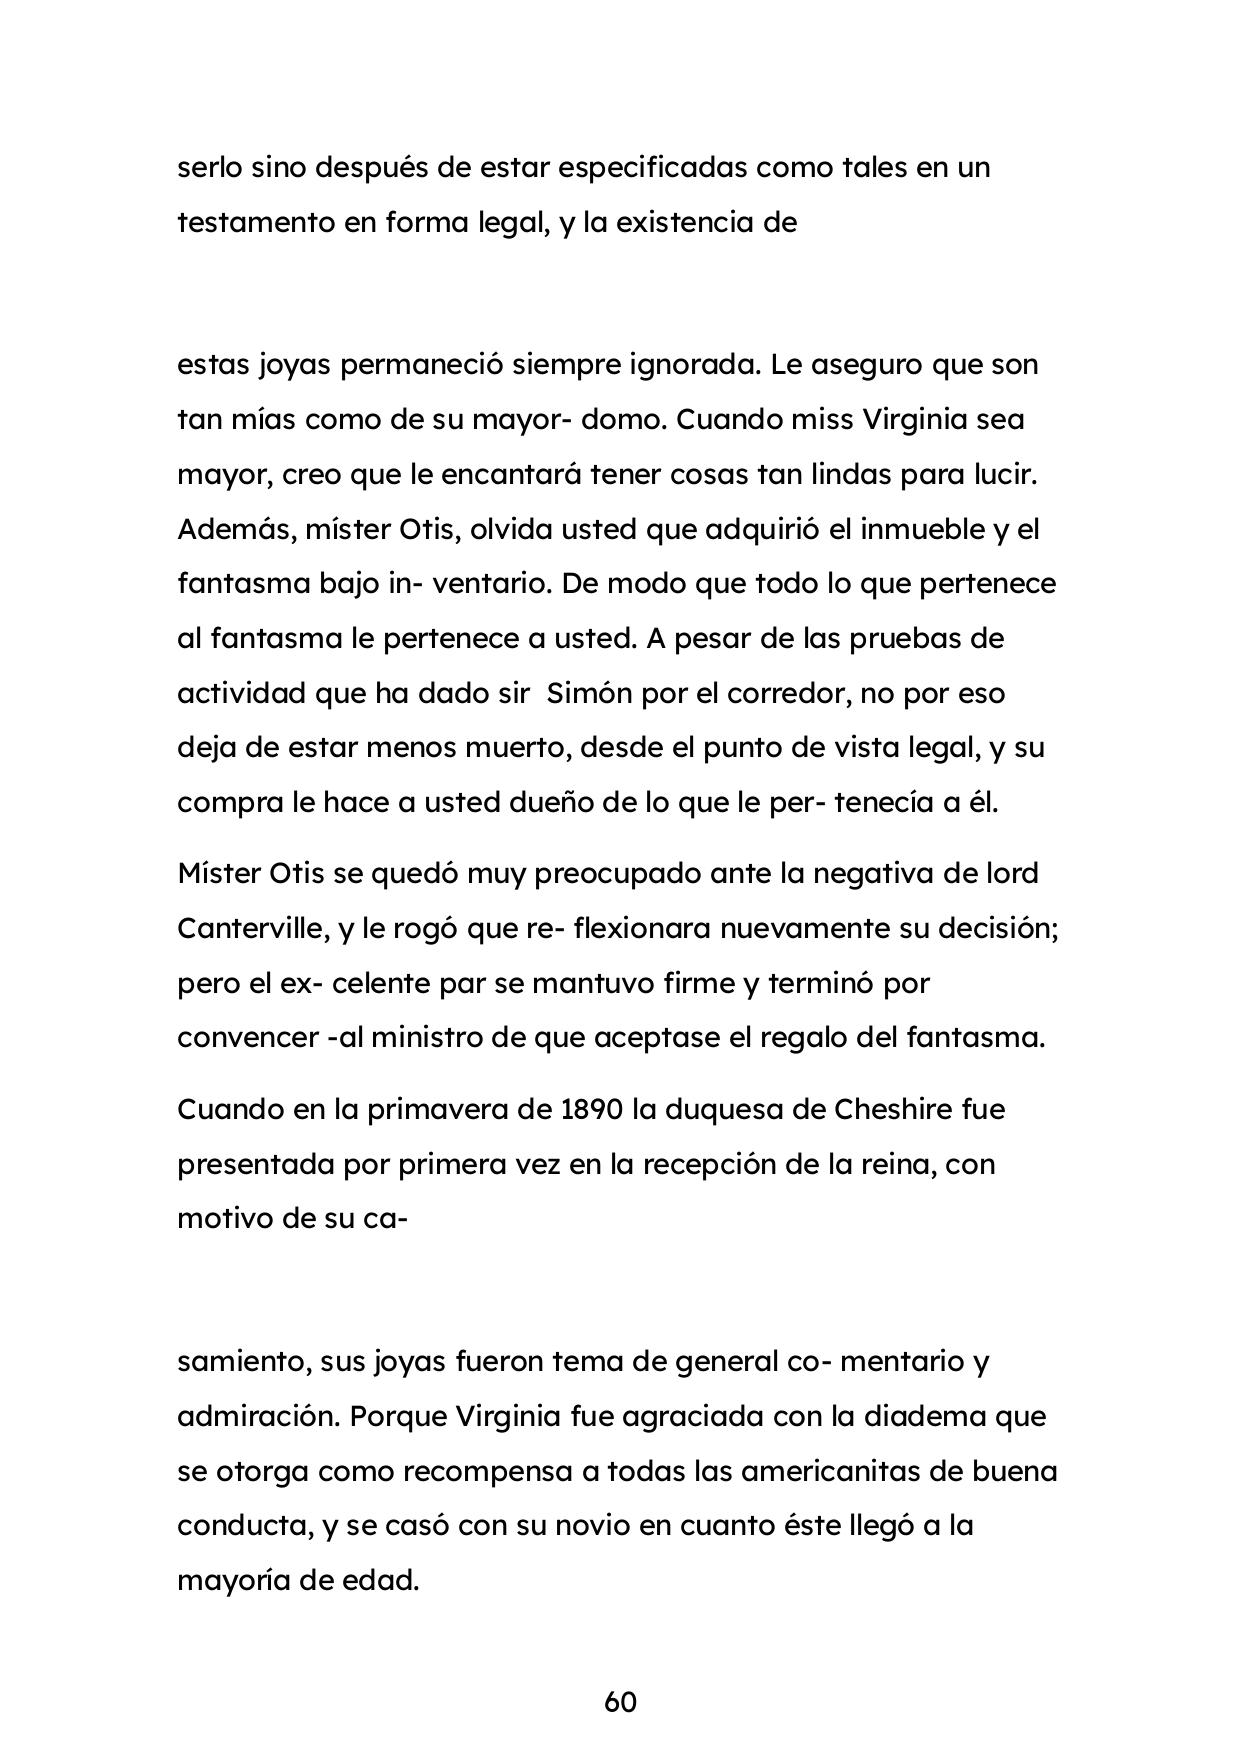 serlo sino después de estar especificadas como tales en un
testamento en forma legal, y la existencia de
estas joyas permaneció siempre ignorada. Le aseguro que son
tan mías como de su mayor- domo. Cuando miss Virginia sea
mayor, creo que le encantará tener cosas tan lindas para lucir.
Además, míster Otis, olvida usted que adquirió el inmueble y el
fantasma bajo in- ventario. De modo que todo lo que pertenece
al fantasma le pertenece a usted. A pesar de las pruebas de
actividad que ha dado sir  Simón por el corredor, no por eso
deja de estar menos muerto, desde el punto de vista legal, y su
compra le hace a usted dueño de lo que le per- tenecía a él.
Míster Otis se quedó muy preocupado ante la negativa de lord
Canterville, y le rogó que re- flexionara nuevamente su decisión;
pero el ex- celente par se mantuvo firme y terminó por
convencer -al ministro de que aceptase el regalo del fantasma.
Cuando en la primavera de 1890 la duquesa de Cheshire fue
presentada por primera vez en la recepción de la reina, con
motivo de su ca-
samiento, sus joyas fueron tema de general co- mentario y
admiración. Porque Virginia fue agraciada con la diadema que
se otorga como recompensa a todas las americanitas de buena
conducta, y se casó con su novio en cuanto éste llegó a la
mayoría de edad.
60